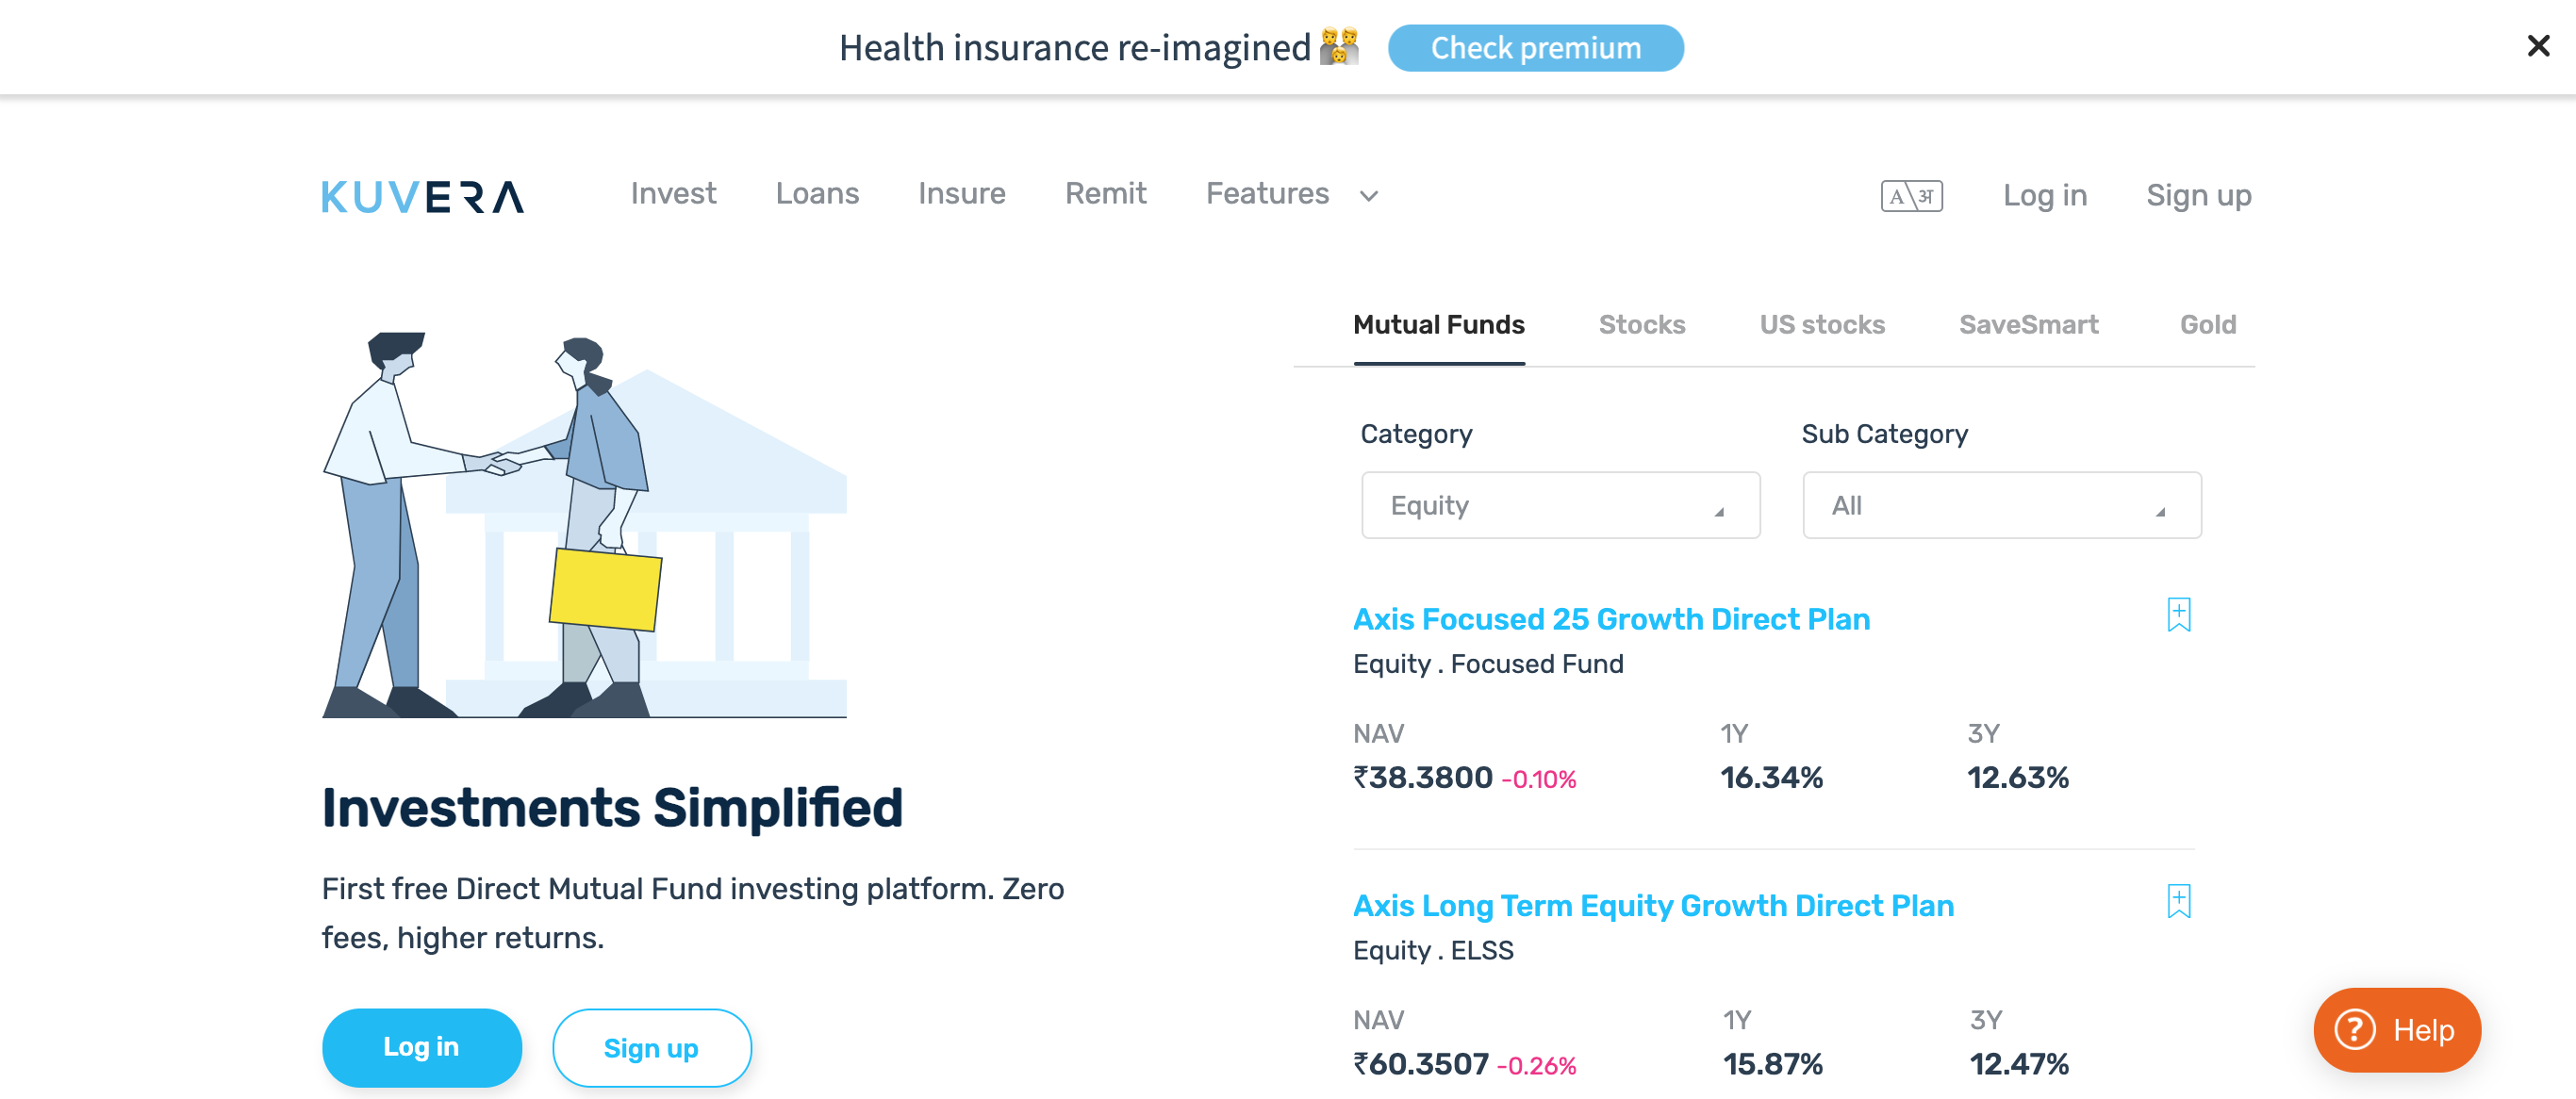 Health insurance re-imagined
Check premium
KUVERA
Invest Loans Insure Remit Features
A\अ Log in Sign up
Investments Simplified
First free Direct Mutual Fund investing platform. Zero
fees, higher returns.
Log in Sign up
Mutual Funds Stocks US stocks SaveSmart Gold
Category Sub Category
Equity All
Axis Focused 25 Growth Direct Plan
Equity . Focused Fund
NAV 1Y 3Y
₹38.3800 -0.10% 16.34% 12.63%
Axis Long Term Equity Growth Direct Plan
Equity . ELSS
NAV 1Y 3Y
₹60.3507 -0.26% 15.87% 12.47%
? Help